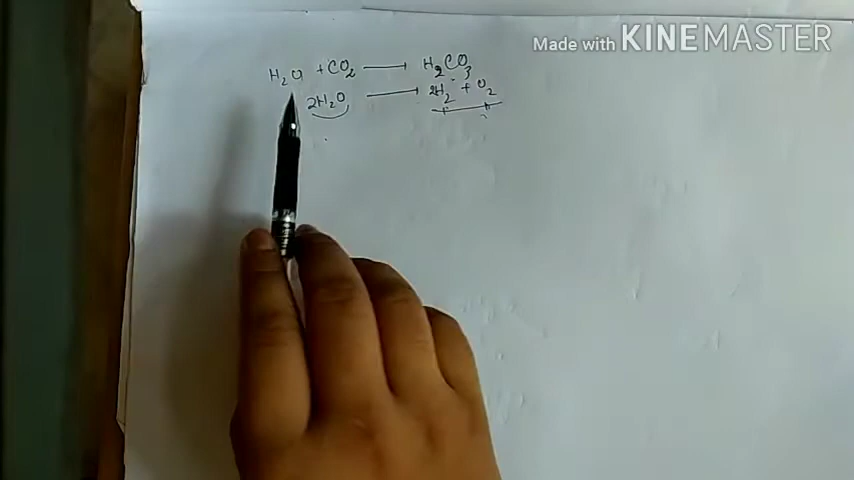 Made with KINEMASTER
H₂O + CO₂ → H₂CO₃
2H₂O → 2H₂ + O₂